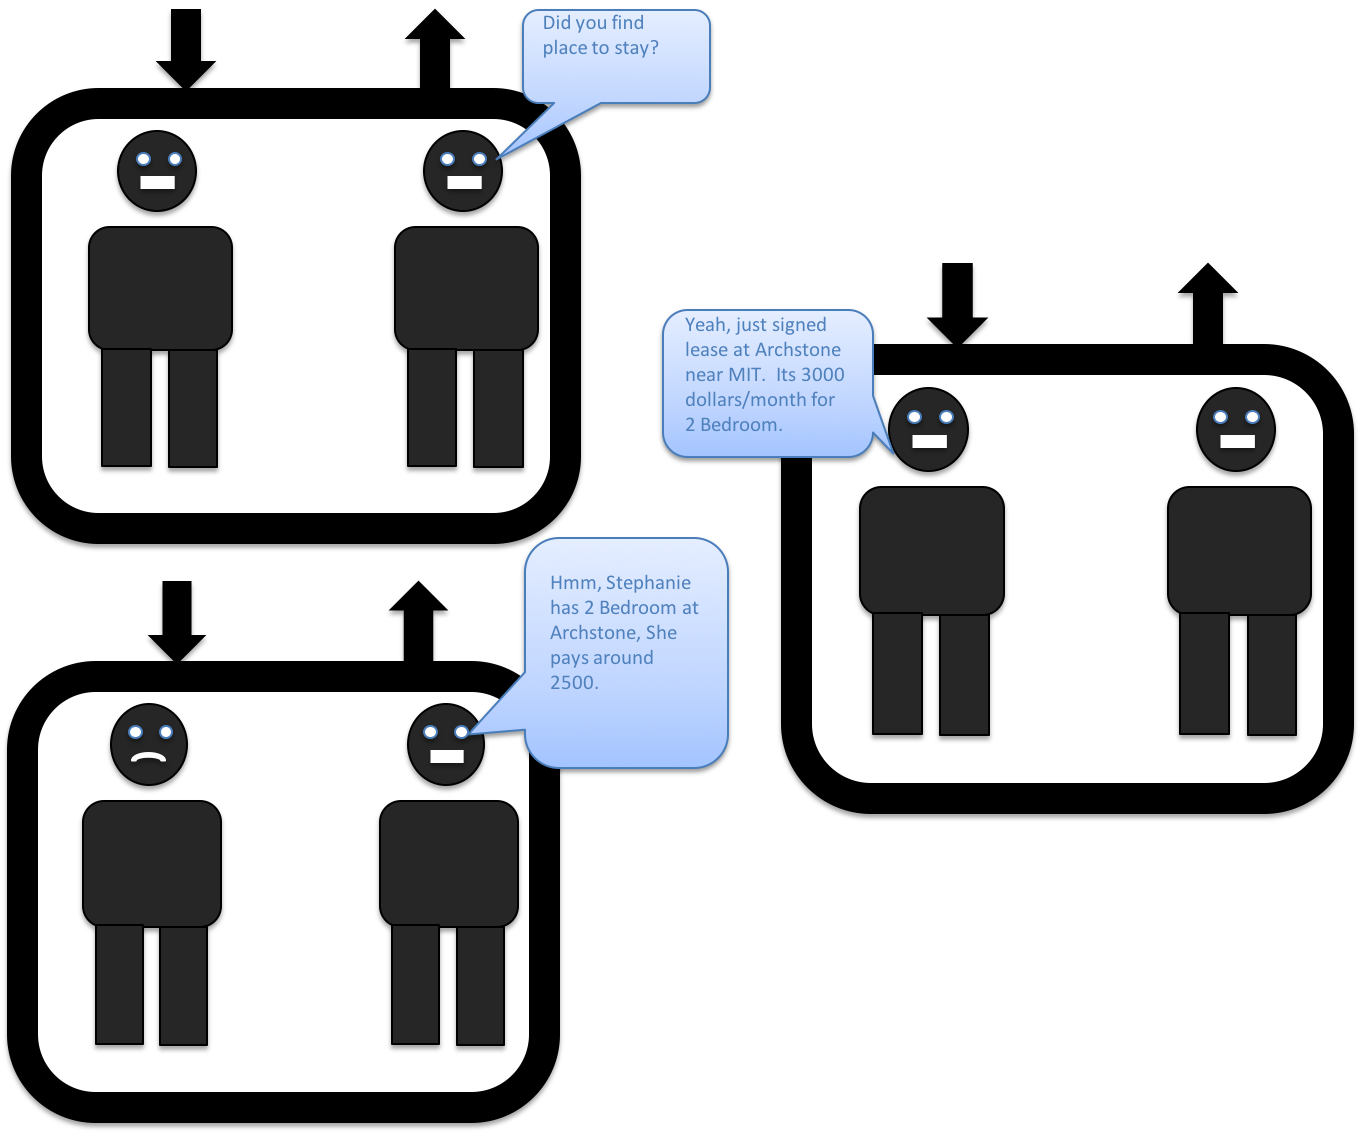 Did you find
place to stay?
Yeah, just signed
lease at Archstone
near MIT.  Its 3000
dollars/month for
2 Bedroom.
Hmm, Stephanie
has 2 Bedroom at
Archstone, She
pays around
2500.